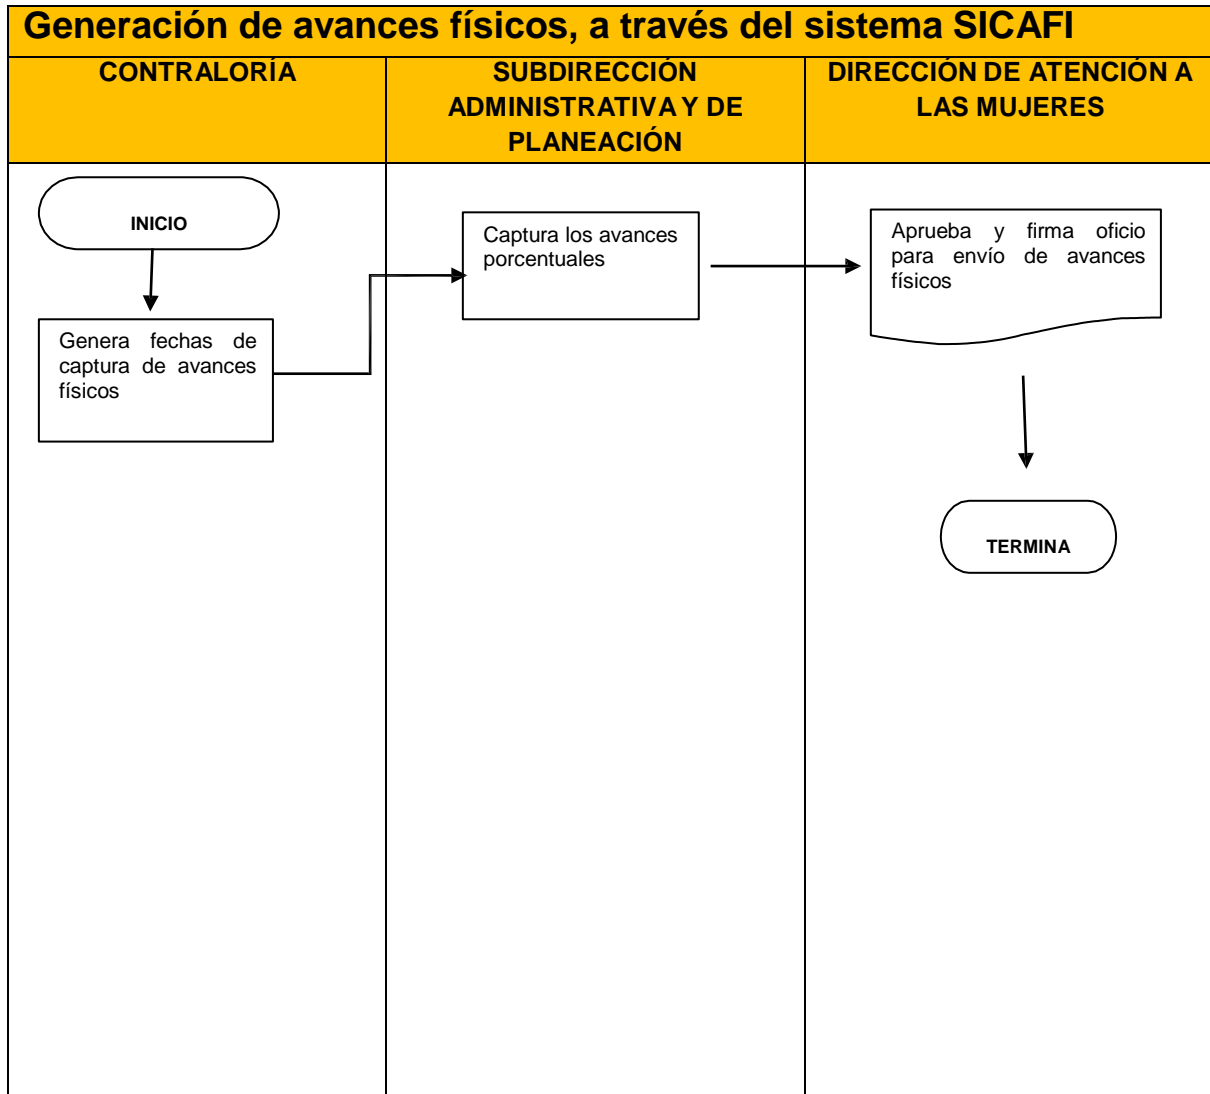 Generación de avances físicos, a través del sistema SICAFI
CONTRALORÍA
SUBDIRECCIÓN
ADMINISTRATIVA Y DE
PLANEACIÓN
DIRECCIÓN DE ATENCIÓN A
LAS MUJERES
INICIO
Genera fechas de
captura de avances
físicos
Captura los avances
porcentuales
Aprueba y firma oficio
para envío de avances
físicos
TERMINA